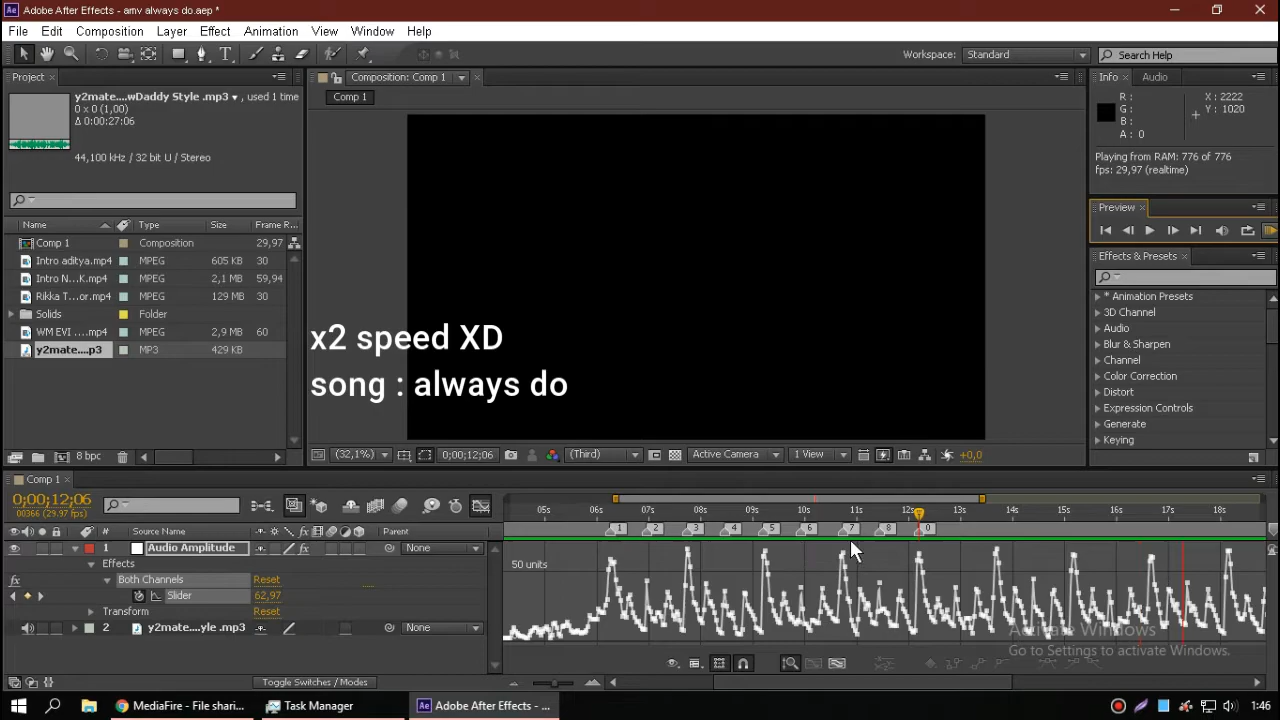 Adobe After Effects - amv always do.aep *
File Edit Composition Layer Effect Animation View Window Help
Workspace: Standard Search Help
Project
y2mate....wDaddy Style .mp3 , used 1 time
0 x 0 (1,00)
Δ 0:00:27:06
44,100 kHz / 32 bit U / Stereo
Name Type Size Frame R...
Comp 1 Composition 29,97
Intro aditya.mp4 MPEG 605 KB 30
Intro N...K.mp4 MPEG 2,1 MB 59,94
Rikka T...or.mp4 MPEG 129 MB 30
Solids Folder
WM EVI ....mp4 MPEG 2,9 MB 60
y2mate....p3 MP3 429 KB
8 bpc
Composition: Comp 1
Comp 1
x2 speed XD
song : always do
(32,1%) 0;00;12;06 (Third) Active Camera 1 View +0,0
Info Audio
R :
G :
B :
A : 0
X : 2222
Y : 1020
Playing from RAM: 776 of 776
fps: 29,97 (realtime)
Preview
Effects & Presets
* Animation Presets
3D Channel
Audio
Blur & Sharpen
Channel
Color Correction
Distort
Expression Controls
Generate
Keying
Comp 1
0;00;12;06
00366 (29.97 fps)
# Source Name Parent
1 Audio Amplitude None
Effects
Both Channels Reset
Slider 62,97
Transform Reset
2 y2mate....yle .mp3 None
Toggle Switches / Modes
05s 06s 07s 08s 09s 10s 11s 12s 13s 14s 15s 16s 17s 18s
1 2 3 4 5 6 7 8 0
50 units
Activate Windows
Go to Settings to activate Windows.
MediaFire - File shari...
Task Manager
Adobe After Effects - ...
1:46